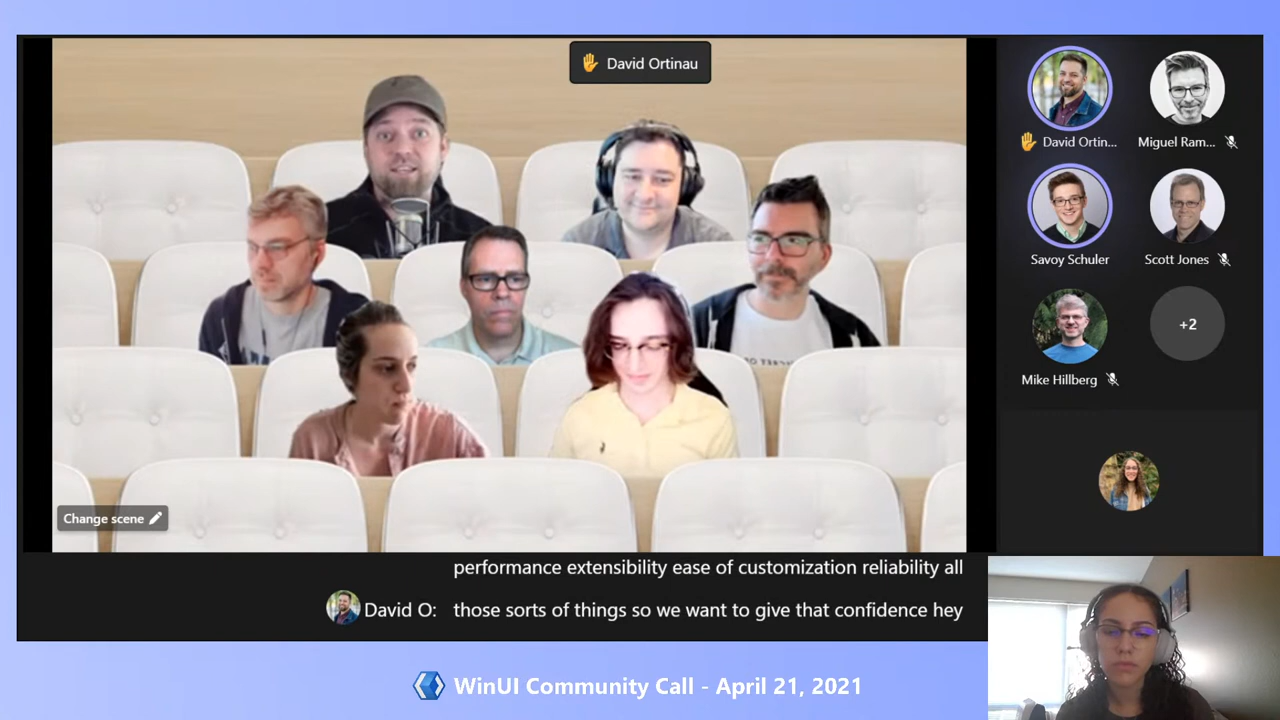 David Ortinau
David Ortin...
Miguel Ram...
Savoy Schuler
Scott Jones
Mike Hillberg
+2
Change scene
performance extensibility ease of customization reliability all
David O: those sorts of things so we want to give that confidence hey
WinUI Community Call - April 21, 2021